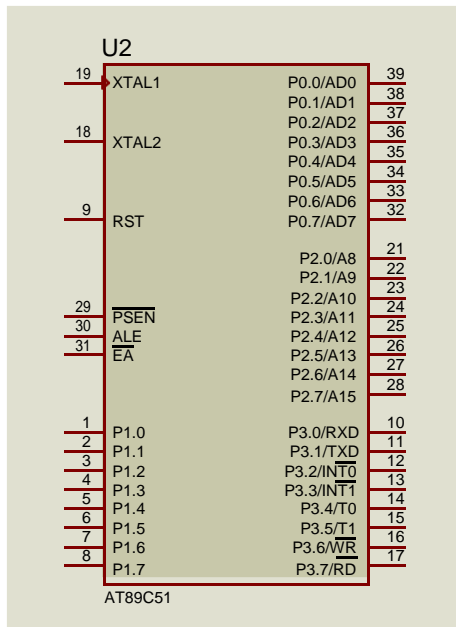 U2
19 XTAL1 P0.0/AD0 39
P0.1/AD1 38
P0.2/AD2 37
18 XTAL2 P0.3/AD3 36
P0.4/AD4 35
P0.5/AD5 34
P0.6/AD6 33
9 RST P0.7/AD7 32
P2.0/A8 21
P2.1/A9 22
P2.2/A10 23
29 PSEN P2.3/A11 24
30 ALE P2.4/A12 25
31 EA P2.5/A13 26
P2.6/A14 27
P2.7/A15 28
1 P1.0 P3.0/RXD 10
2 P1.1 P3.1/TXD 11
3 P1.2 P3.2/INT0 12
4 P1.3 P3.3/INT1 13
5 P1.4 P3.4/T0 14
6 P1.5 P3.5/T1 15
7 P1.6 P3.6/WR 16
8 P1.7 P3.7/RD 17
AT89C51